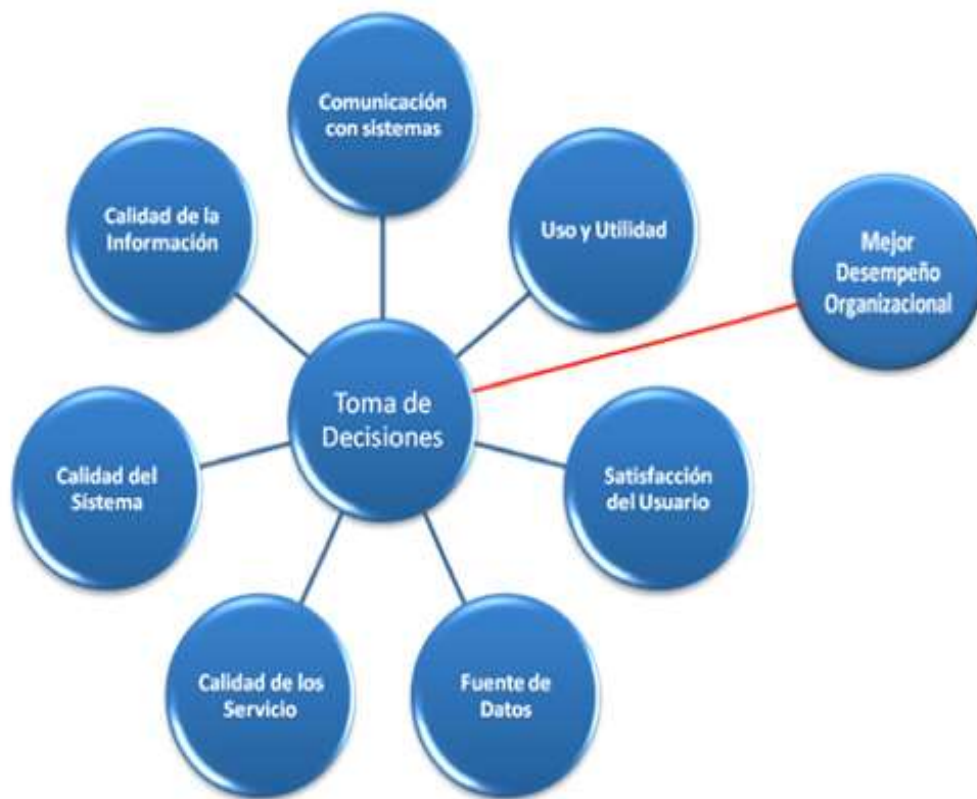 Comunicación
con sistemas
Calidad de la
Información
Uso y Utilidad
Mejor
Desempeño
Organizacional
Toma de
Decisiones
Calidad del
Sistema
Satisfacción
del Usuario
Calidad de los
Servicio
Fuente de
Datos